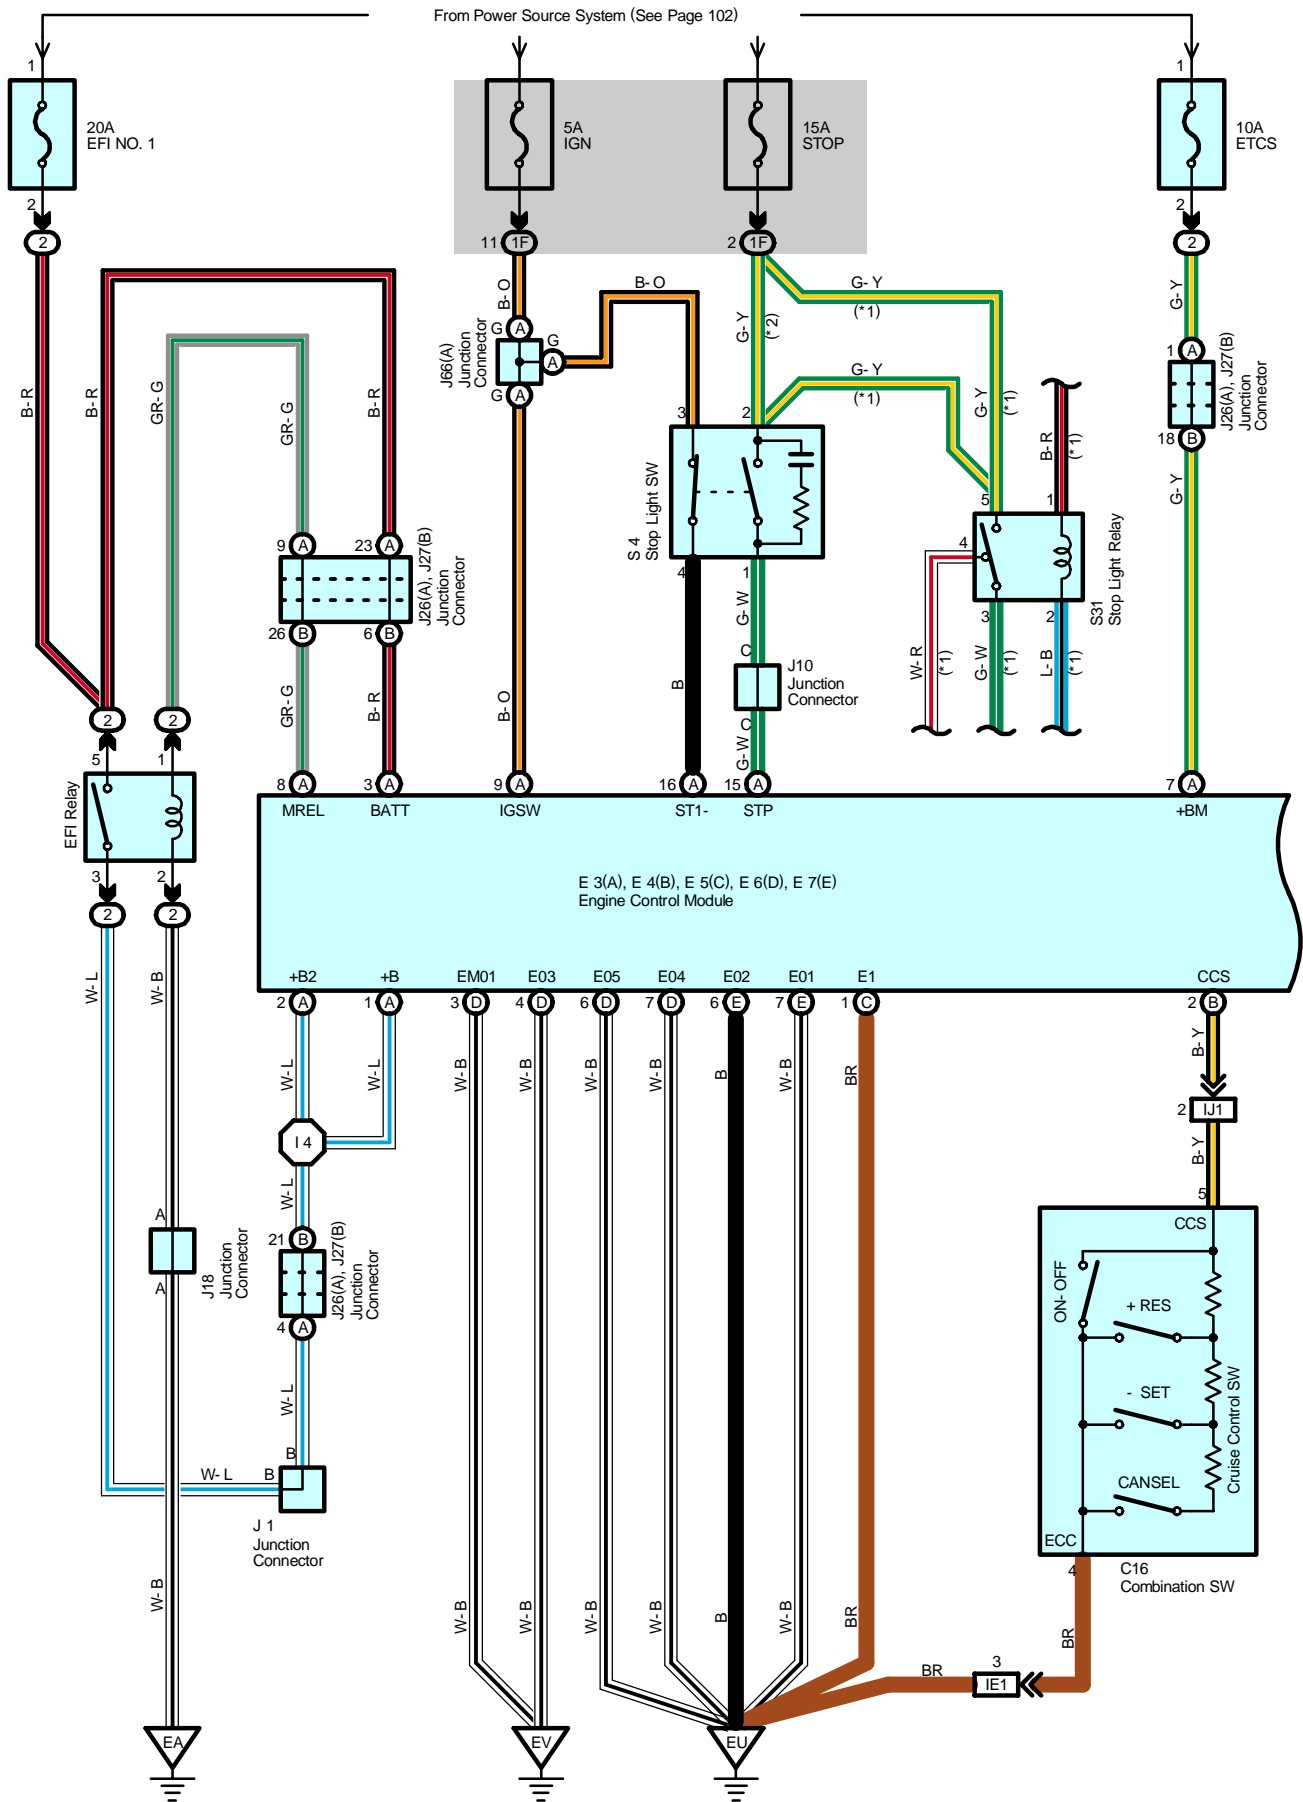 From Power Source System (See Page 102)
1
1
20A
EFI NO. 1
5A
IGN
15A
STOP
10A
ETCS
2
2
2
11 1F
2 1F
2
B- O
B- O
G- Y
(*1)
G- Y
(*2)
G- Y
G A
J66(A)
Junction
Connector
G
A
G A
1 A
J26(A), J27(B)
Junction
Connector
18 B
B- R
B- R
GR- G
GR- G
B- R
G- Y
(*1)
G- Y
(*1)
B- R
(*1)
G- Y
3
2
S 4
Stop Light SW
4
1
5
1
4
3
2
S31
Stop Light Relay
9 A
23 A
J26(A), J27(B)
Junction
Connector
26 B
6 B
G- W
C
J10
Junction
Connector
C
G- W
B
W- R
(*1)
G- W
(*1)
L- B
(*1)
GR- G
B- R
B- O
2
2
5
1
EFI Relay
3
2
2
2
8 A
3 A
9 A
16 A
15 A
7 A
MREL
BATT
IGSW
ST1-
STP
+BM
E 3(A), E 4(B), E 5(C), E 6(D), E 7(E)
Engine Control Module
+B2
+B
EM01
E03
E05
E04
E02
E01
E1
CCS
2 A
1 A
3 D
4 D
6 D
7 D
6 E
7 E
1 C
2 B
W- L
W- B
W- L
W- L
W- B
W- B
W- B
W- B
B
W- B
BR
B- Y
2 IJ1
B- Y
I 4
W- L
5
CCS
A
J18
Junction
Connector
A
21 B
J26(A), J27(B)
Junction
Connector
4 A
ON- OFF
+ RES
- SET
CANSEL
Cruise Control SW
ECC
4
C16
Combination SW
W- L
B
W- L
B
J 1
Junction
Connector
W- B
W- B
W- B
W- B
W- B
B
W- B
BR
BR
BR
3
IE1
EA
EV
EU